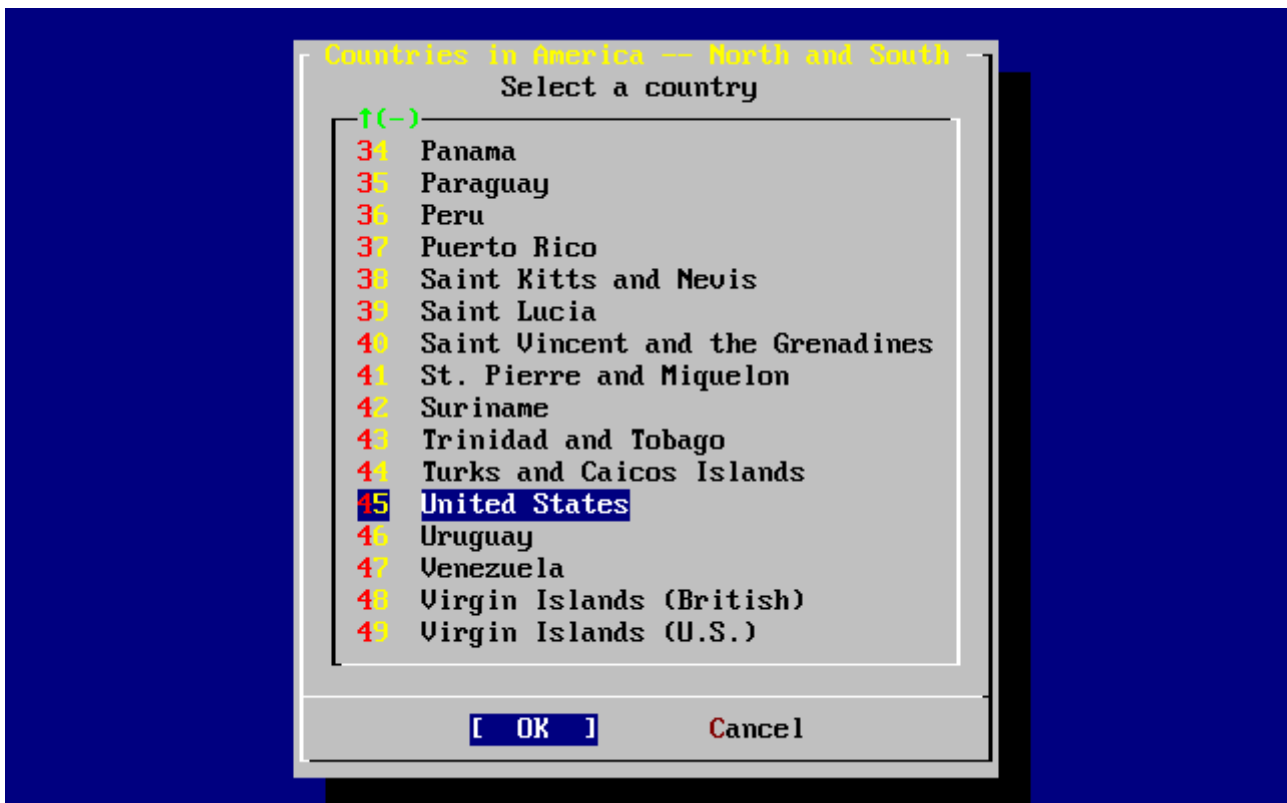 Countries in America -- North and South
Select a country
↑(-)
34 Panama
35 Paraguay
36 Peru
37 Puerto Rico
38 Saint Kitts and Nevis
39 Saint Lucia
40 Saint Vincent and the Grenadines
41 St. Pierre and Miquelon
42 Suriname
43 Trinidad and Tobago
44 Turks and Caicos Islands
45 United States
46 Uruguay
47 Venezuela
48 Virgin Islands (British)
49 Virgin Islands (U.S.)
[ OK ] Cancel